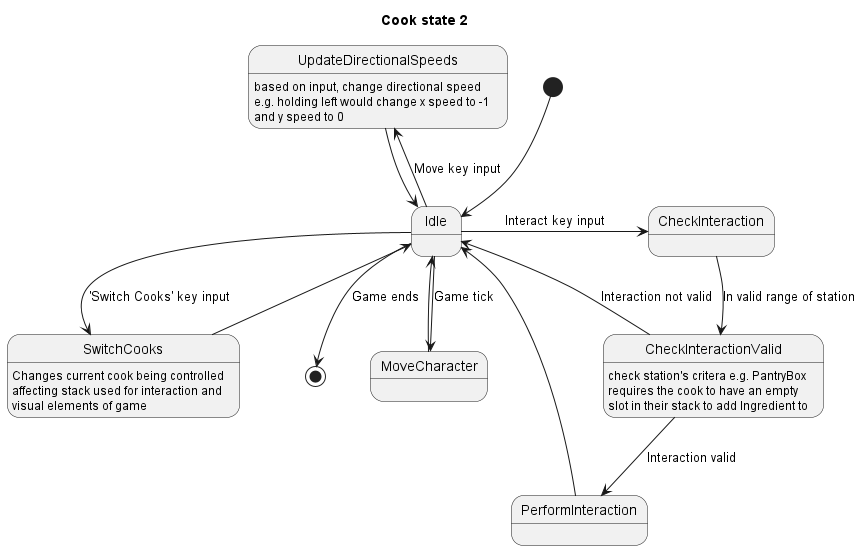 Cook state 2
UpdateDirectionalSpeeds
based on input, change directional speed
e.g. holding left would change x speed to -1
and y speed to 0
Move key input
Idle
Interact key input
CheckInteraction
'Switch Cooks' key input
Game ends
Game tick
Interaction not valid
In valid range of station
SwitchCooks
Changes current cook being controlled
affecting stack used for interaction and
visual elements of game
MoveCharacter
CheckInteractionValid
check station's critera e.g. PantryBox
requires the cook to have an empty
slot in their stack to add Ingredient to
Interaction valid
PerformInteraction